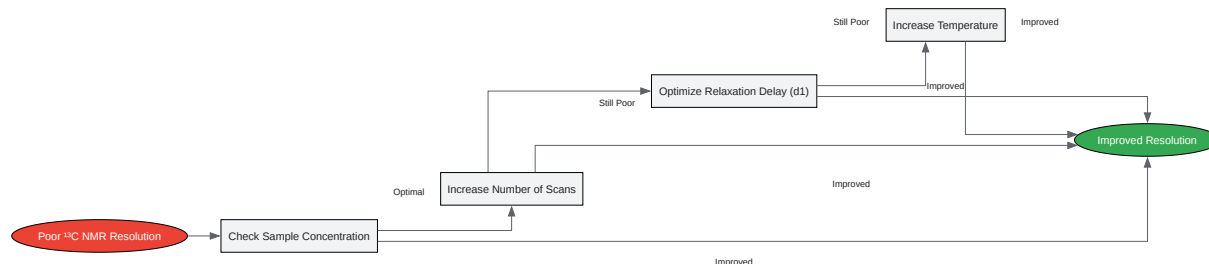 Still Poor
Increase Temperature
Improved
Optimize Relaxation Delay (d1)
Improved
Still Poor
Improved Resolution
Optimal
Increase Number of Scans
Improved
Poor ¹³C NMR Resolution
Check Sample Concentration
Improved